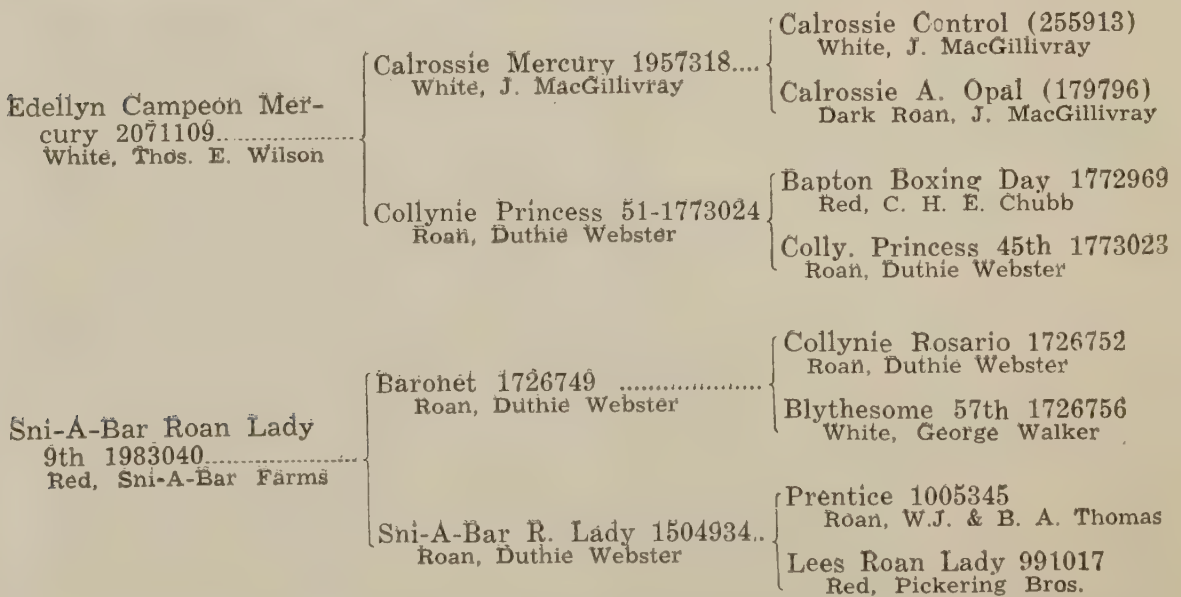 Edellyn Campeon Mer-
cury 2071109
White, Thos. E. Wilson
Calrossie Mercury 1957318....
White, J. MacGillivray
Calrossie Control (255913)
White, J. MacGillivray
Calrossie A. Opal (179796)
Dark Roan, J. MacGillivray
Collynie Princess 51-1773024
Roan, Duthie Webster
Bapton Boxing Day 1772969
Red, C. H. E. Chubb
Colly. Princess 45th 1773023
Roan, Duthie Webster
Sni-A-Bar Roan Lady
9th 1983040
Red, Sni-A-Bar Farms
Baronet 1726749
Roan, Duthie Webster
Collynie Rosario 1726752
Roan, Duthie Webster
Blythesome 57th 1726756
White, George Walker
Sni-A-Bar R. Lady 1504934..
Roan, Duthie Webster
Prentice 1005345
Roan, W.J. & B. A. Thomas
Lees Roan Lady 991017
Red, Pickering Bros.